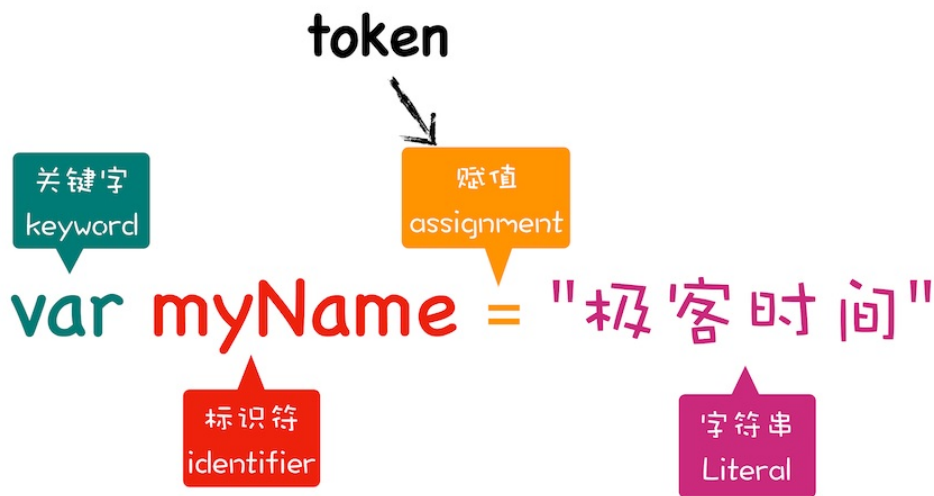 token
关键字
keyword
赋值
assignment
var myName = "极客时间"
标识符
identifier
字符串
Literal